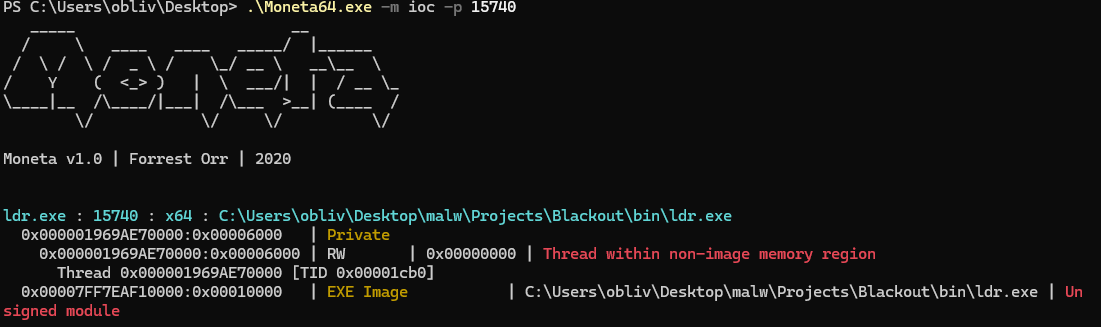 PS C:\Users\obliv\Desktop> .\Moneta64.exe -m ioc -p 15740
Moneta
Moneta v1.0 | Forrest Orr | 2020
ldr.exe : 15740 : x64 : C:\Users\obliv\Desktop\malw\Projects\Blackout\bin\ldr.exe
0x000001969AE70000:0x00006000 | Private
0x000001969AE70000:0x00006000 | RW | 0x00000000 | Thread within non-image memory region
Thread 0x000001969AE70000 [TID 0x00001cb0]
0x00007FF7EAF10000:0x00010000 | EXE Image | C:\Users\obliv\Desktop\malw\Projects\Blackout\bin\ldr.exe | Un
signed module